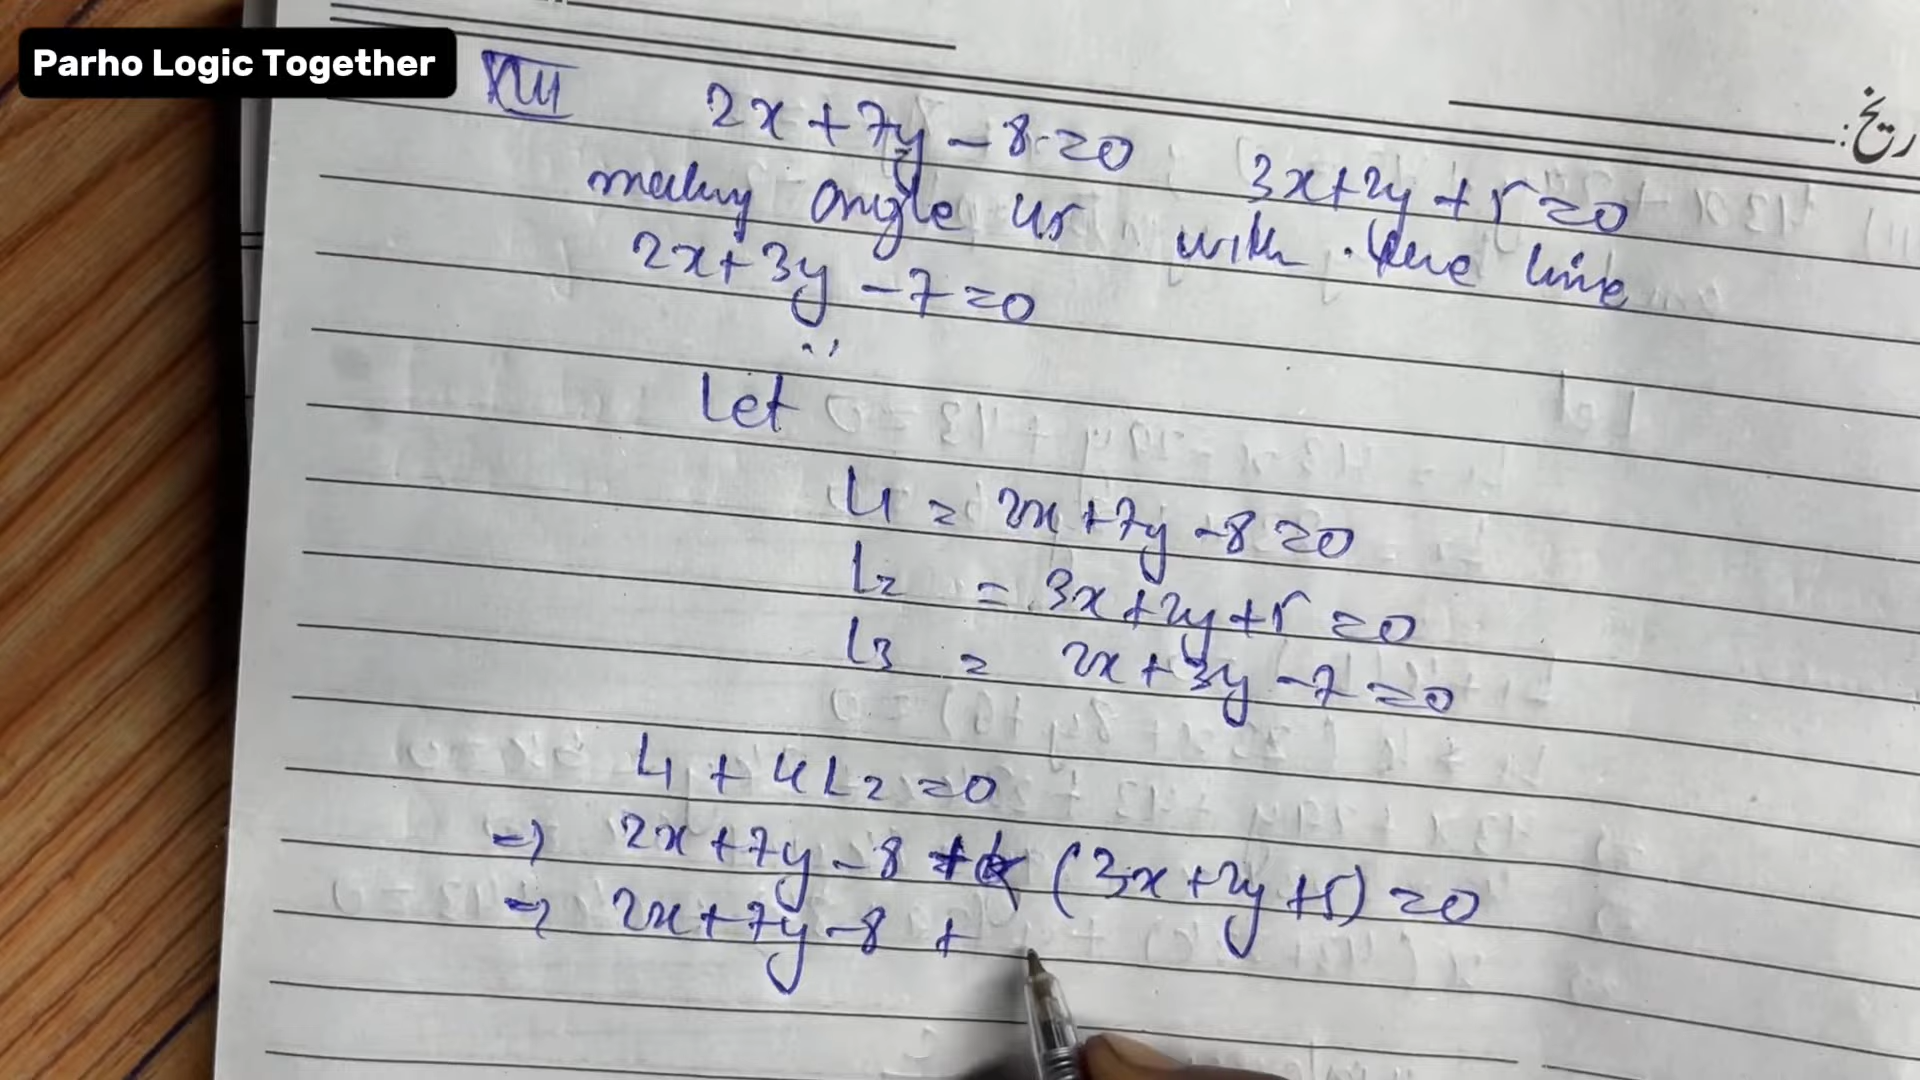 Parho Logic Together
XIII 2x + 7y - 8 = 0 ; 3x + 2y + 5 = 0
تاریخ:
making angle 45 with the line
2x + 3y - 7 = 0
Let
L1 = 2x + 7y - 8 = 0
L2 = 3x + 2y + 5 = 0
L3 = 2x + 3y - 7 = 0
L1 + 4L2 = 0
⇒ 2x + 7y - 8 + k (3x + 2y + 5) = 0
⇒ 2x + 7y - 8 +